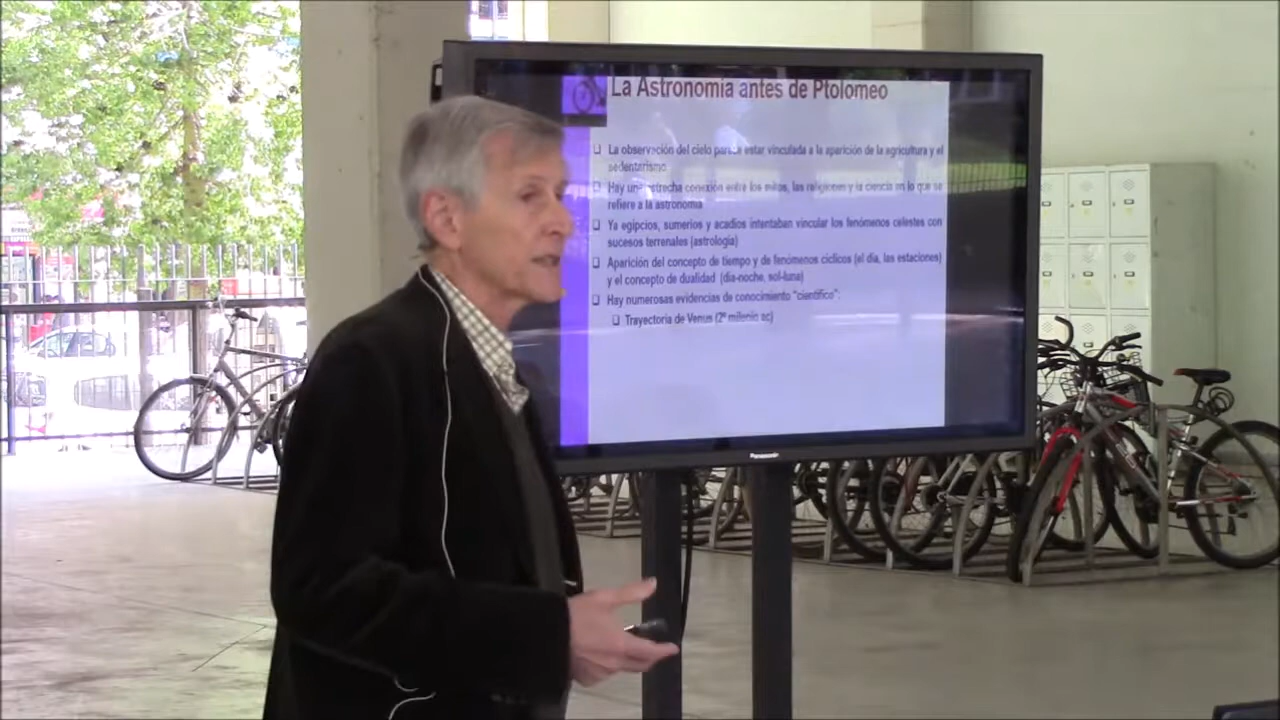 La Astronomía antes de Ptolomeo
❑ La observación del cielo parece estar vinculada a la aparición de la agricultura y el
sedentarismo
❑ Hay una estrecha conexión entre los mitos, las religiones y la ciencia en lo que se
refiere a la astronomía
❑ Ya egipcios, sumerios y acadios intentaban vincular los fenómenos celestes con
sucesos terrenales (astrología)
❑ Aparición del concepto de tiempo y de fenómenos cíclicos (el día, las estaciones)
y el concepto de dualidad (día-noche, sol-luna)
❑ Hay numerosas evidencias de conocimiento "científico":
❑ Trayectoria de Venus (2º milenio ac)
Panasonic